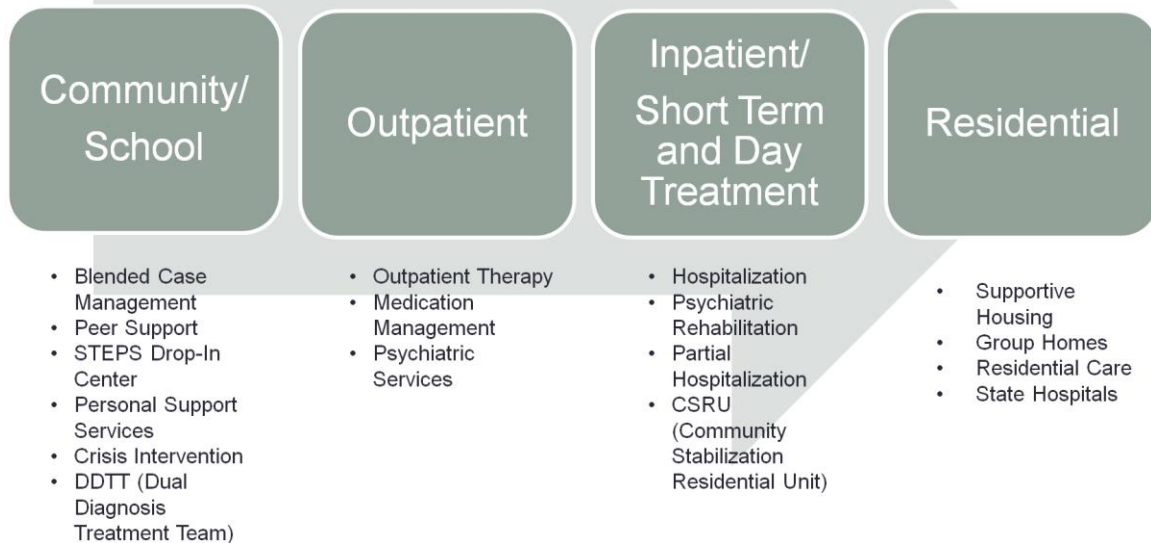 Community/
School
Outpatient
Inpatient/
Short Term
and Day
Treatment
Residential
• Blended Case
Management
• Peer Support
• STEPS Drop-In
Center
• Personal Support
Services
• Crisis Intervention
• DDTT (Dual
Diagnosis
Treatment Team)
• Outpatient Therapy
• Medication
Management
• Psychiatric
Services
• Hospitalization
• Psychiatric
Rehabilitation
• Partial
Hospitalization
• CSRU
(Community
Stabilization
Residential Unit)
• Supportive
Housing
• Group Homes
• Residential Care
• State Hospitals